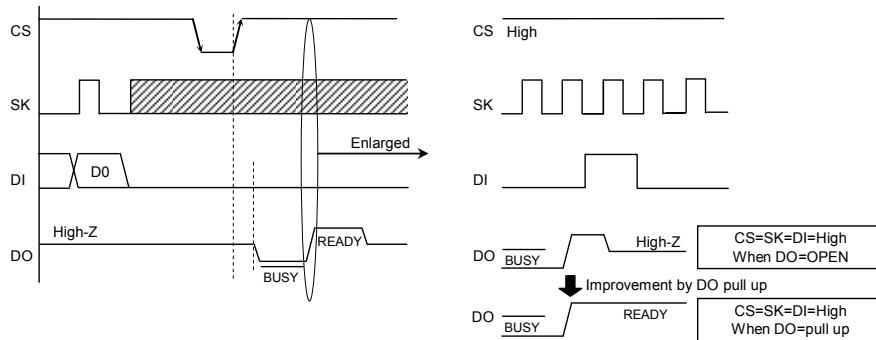 CS
SK
DI
D0
Enlarged
High-Z
DO
BUSY
READY
CS
High
SK
DI
DO
BUSY
High-Z
CS=SK=DI=High
When DO=OPEN
Improvement by DO pull up
DO
BUSY
READY
CS=SK=DI=High
When DO=pull up